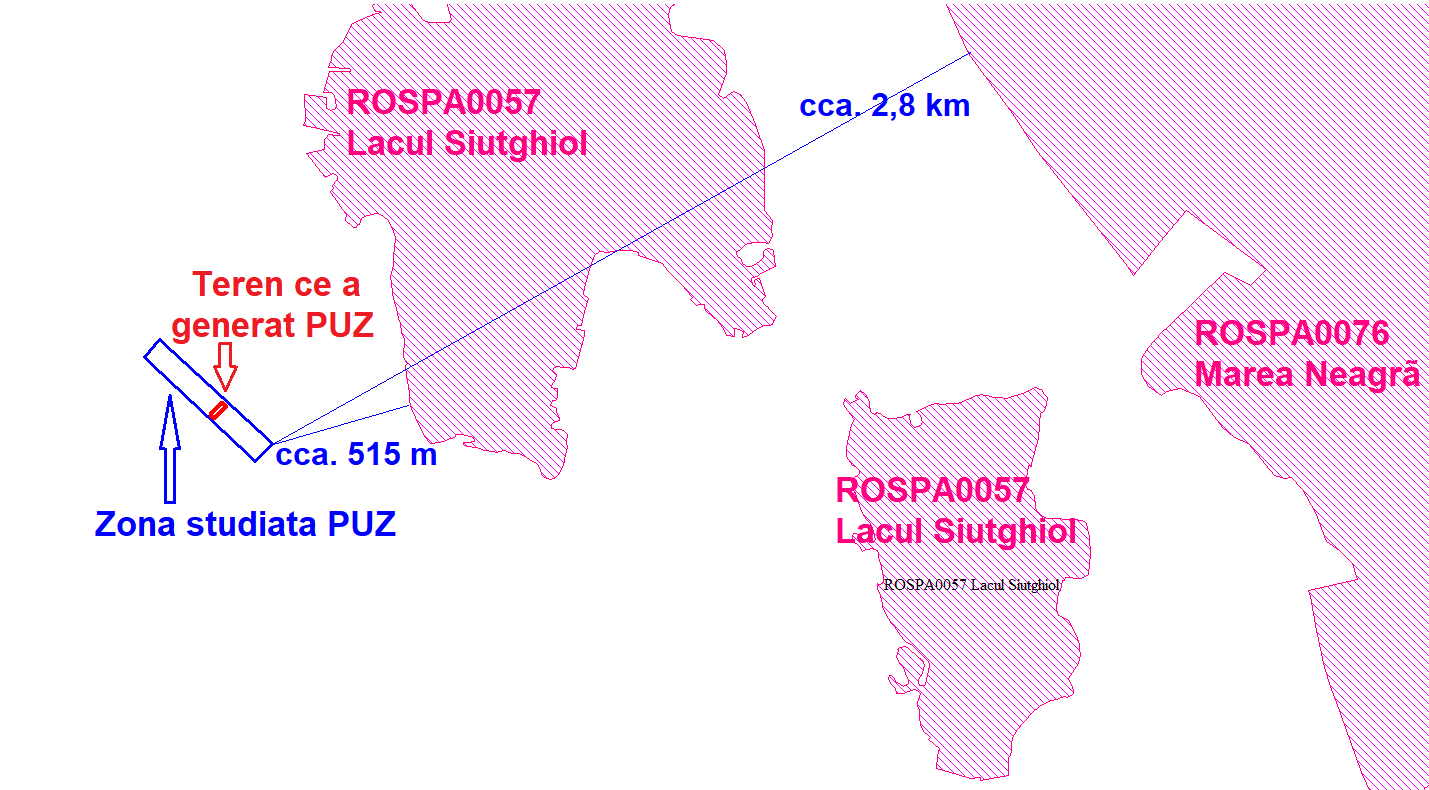 ROSPA0057
Lacul Siutghiol
cca. 2,8 km
Teren ce a
generat PUZ
ROSPA0076
Marea Neagrã
cca. 515 m
Zona studiata PUZ
ROSPA0057
Lacul Siutghiol
ROSPA0057 Lacul Siutghiol